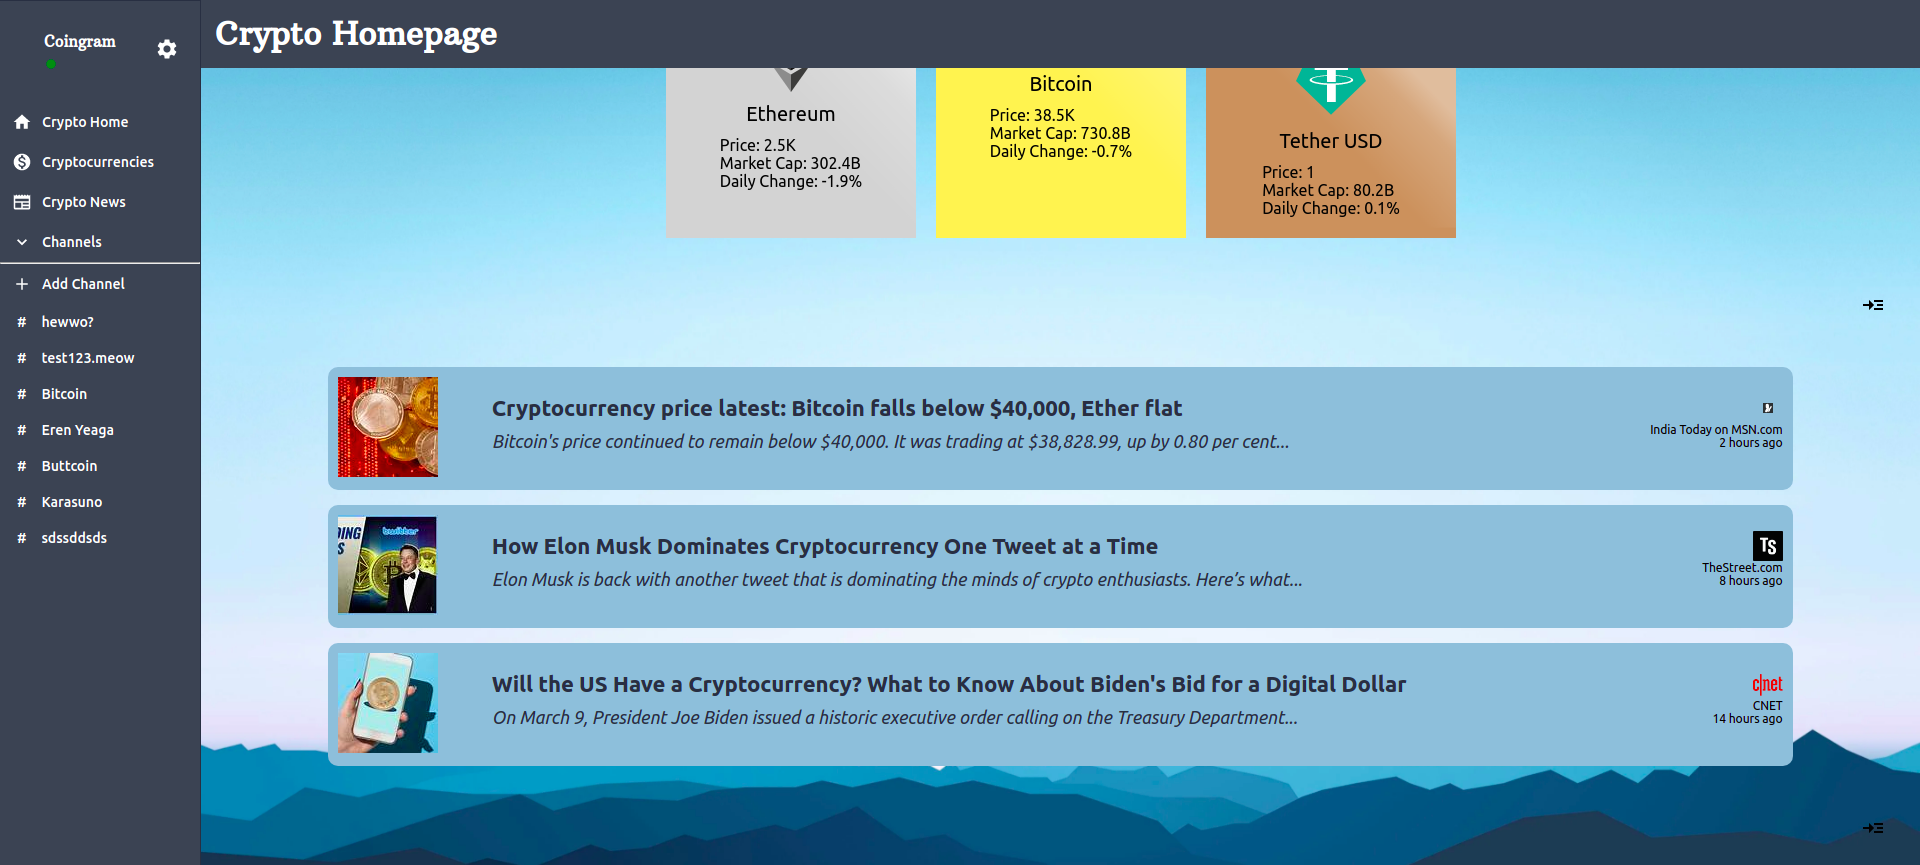 Coingram
Crypto Homepage
Crypto Home
Cryptocurrencies
Crypto News
Channels
Add Channel
# hewwo?
# test123.meow
# Bitcoin
# Eren Yeaga
# Buttcoin
# Karasuno
# sdssddsds
Ethereum
Price: 2.5K
Market Cap: 302.4B
Daily Change: -1.9%
Bitcoin
Price: 38.5K
Market Cap: 730.8B
Daily Change: -0.7%
Tether USD
Price: 1
Market Cap: 80.2B
Daily Change: 0.1%
Cryptocurrency price latest: Bitcoin falls below $40,000, Ether flat
Bitcoin's price continued to remain below $40,000. It was trading at $38,828.99, up by 0.80 per cent...
India Today on MSN.com
2 hours ago
ING
S
twitter
How Elon Musk Dominates Cryptocurrency One Tweet at a Time
Elon Musk is back with another tweet that is dominating the minds of crypto enthusiasts. Here’s what...
Ts
TheStreet.com
8 hours ago
Will the US Have a Cryptocurrency? What to Know About Biden's Bid for a Digital Dollar
On March 9, President Joe Biden issued a historic executive order calling on the Treasury Department...
c|net
CNET
14 hours ago